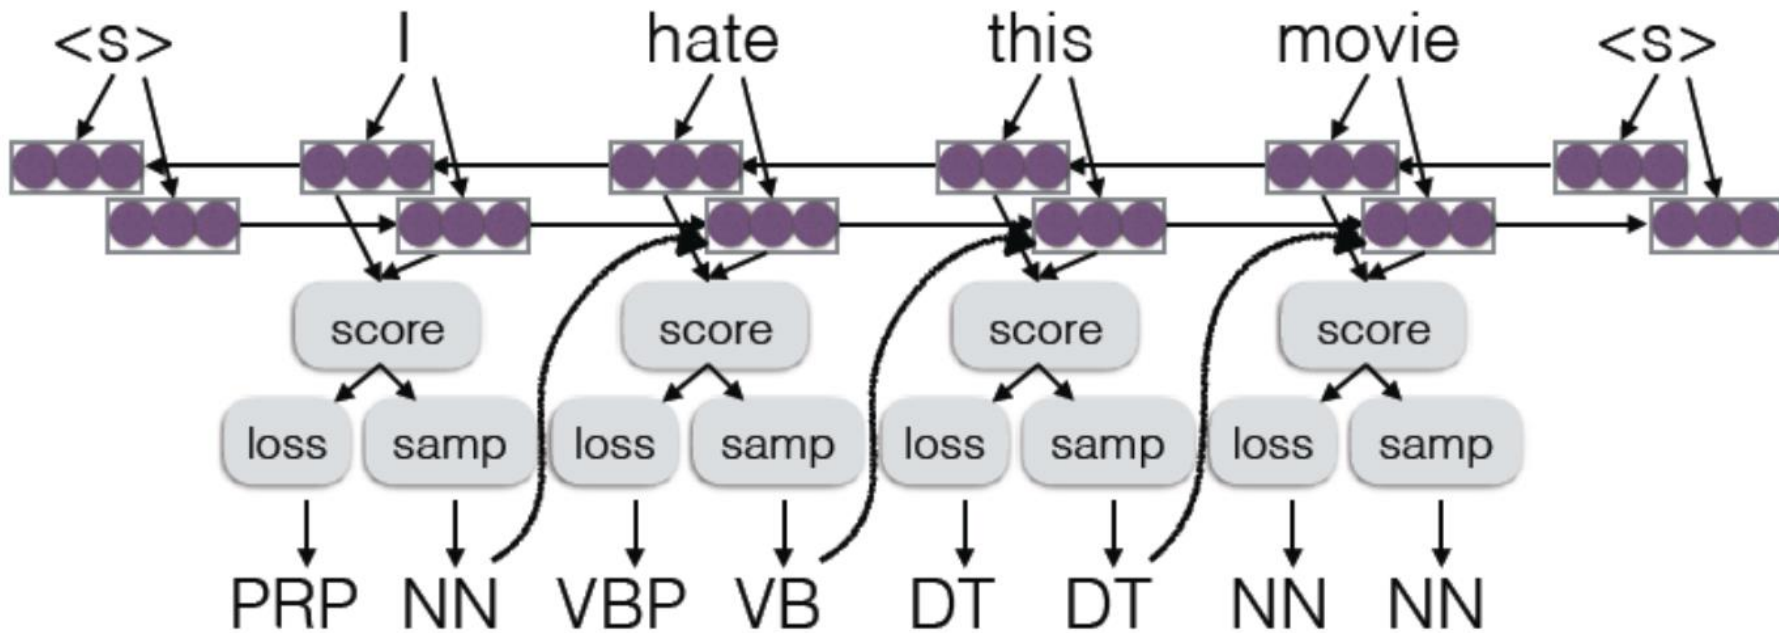 <s> I hate this movie <s>
score score score score
loss samp loss samp loss samp loss samp
PRP NN VBP VB DT DT NN NN